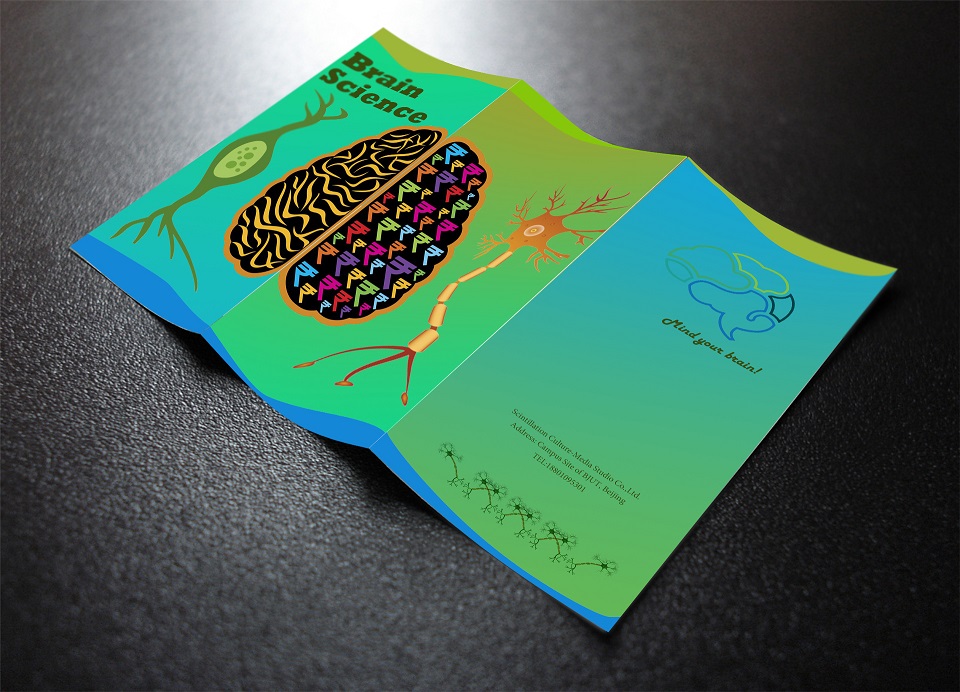 Brain
Science
Mind your brain!
Scintillation Culture-Media Studio Co.,Ltd.
Address: Campus Site of BJUT, Beijing
TEL:18801095301